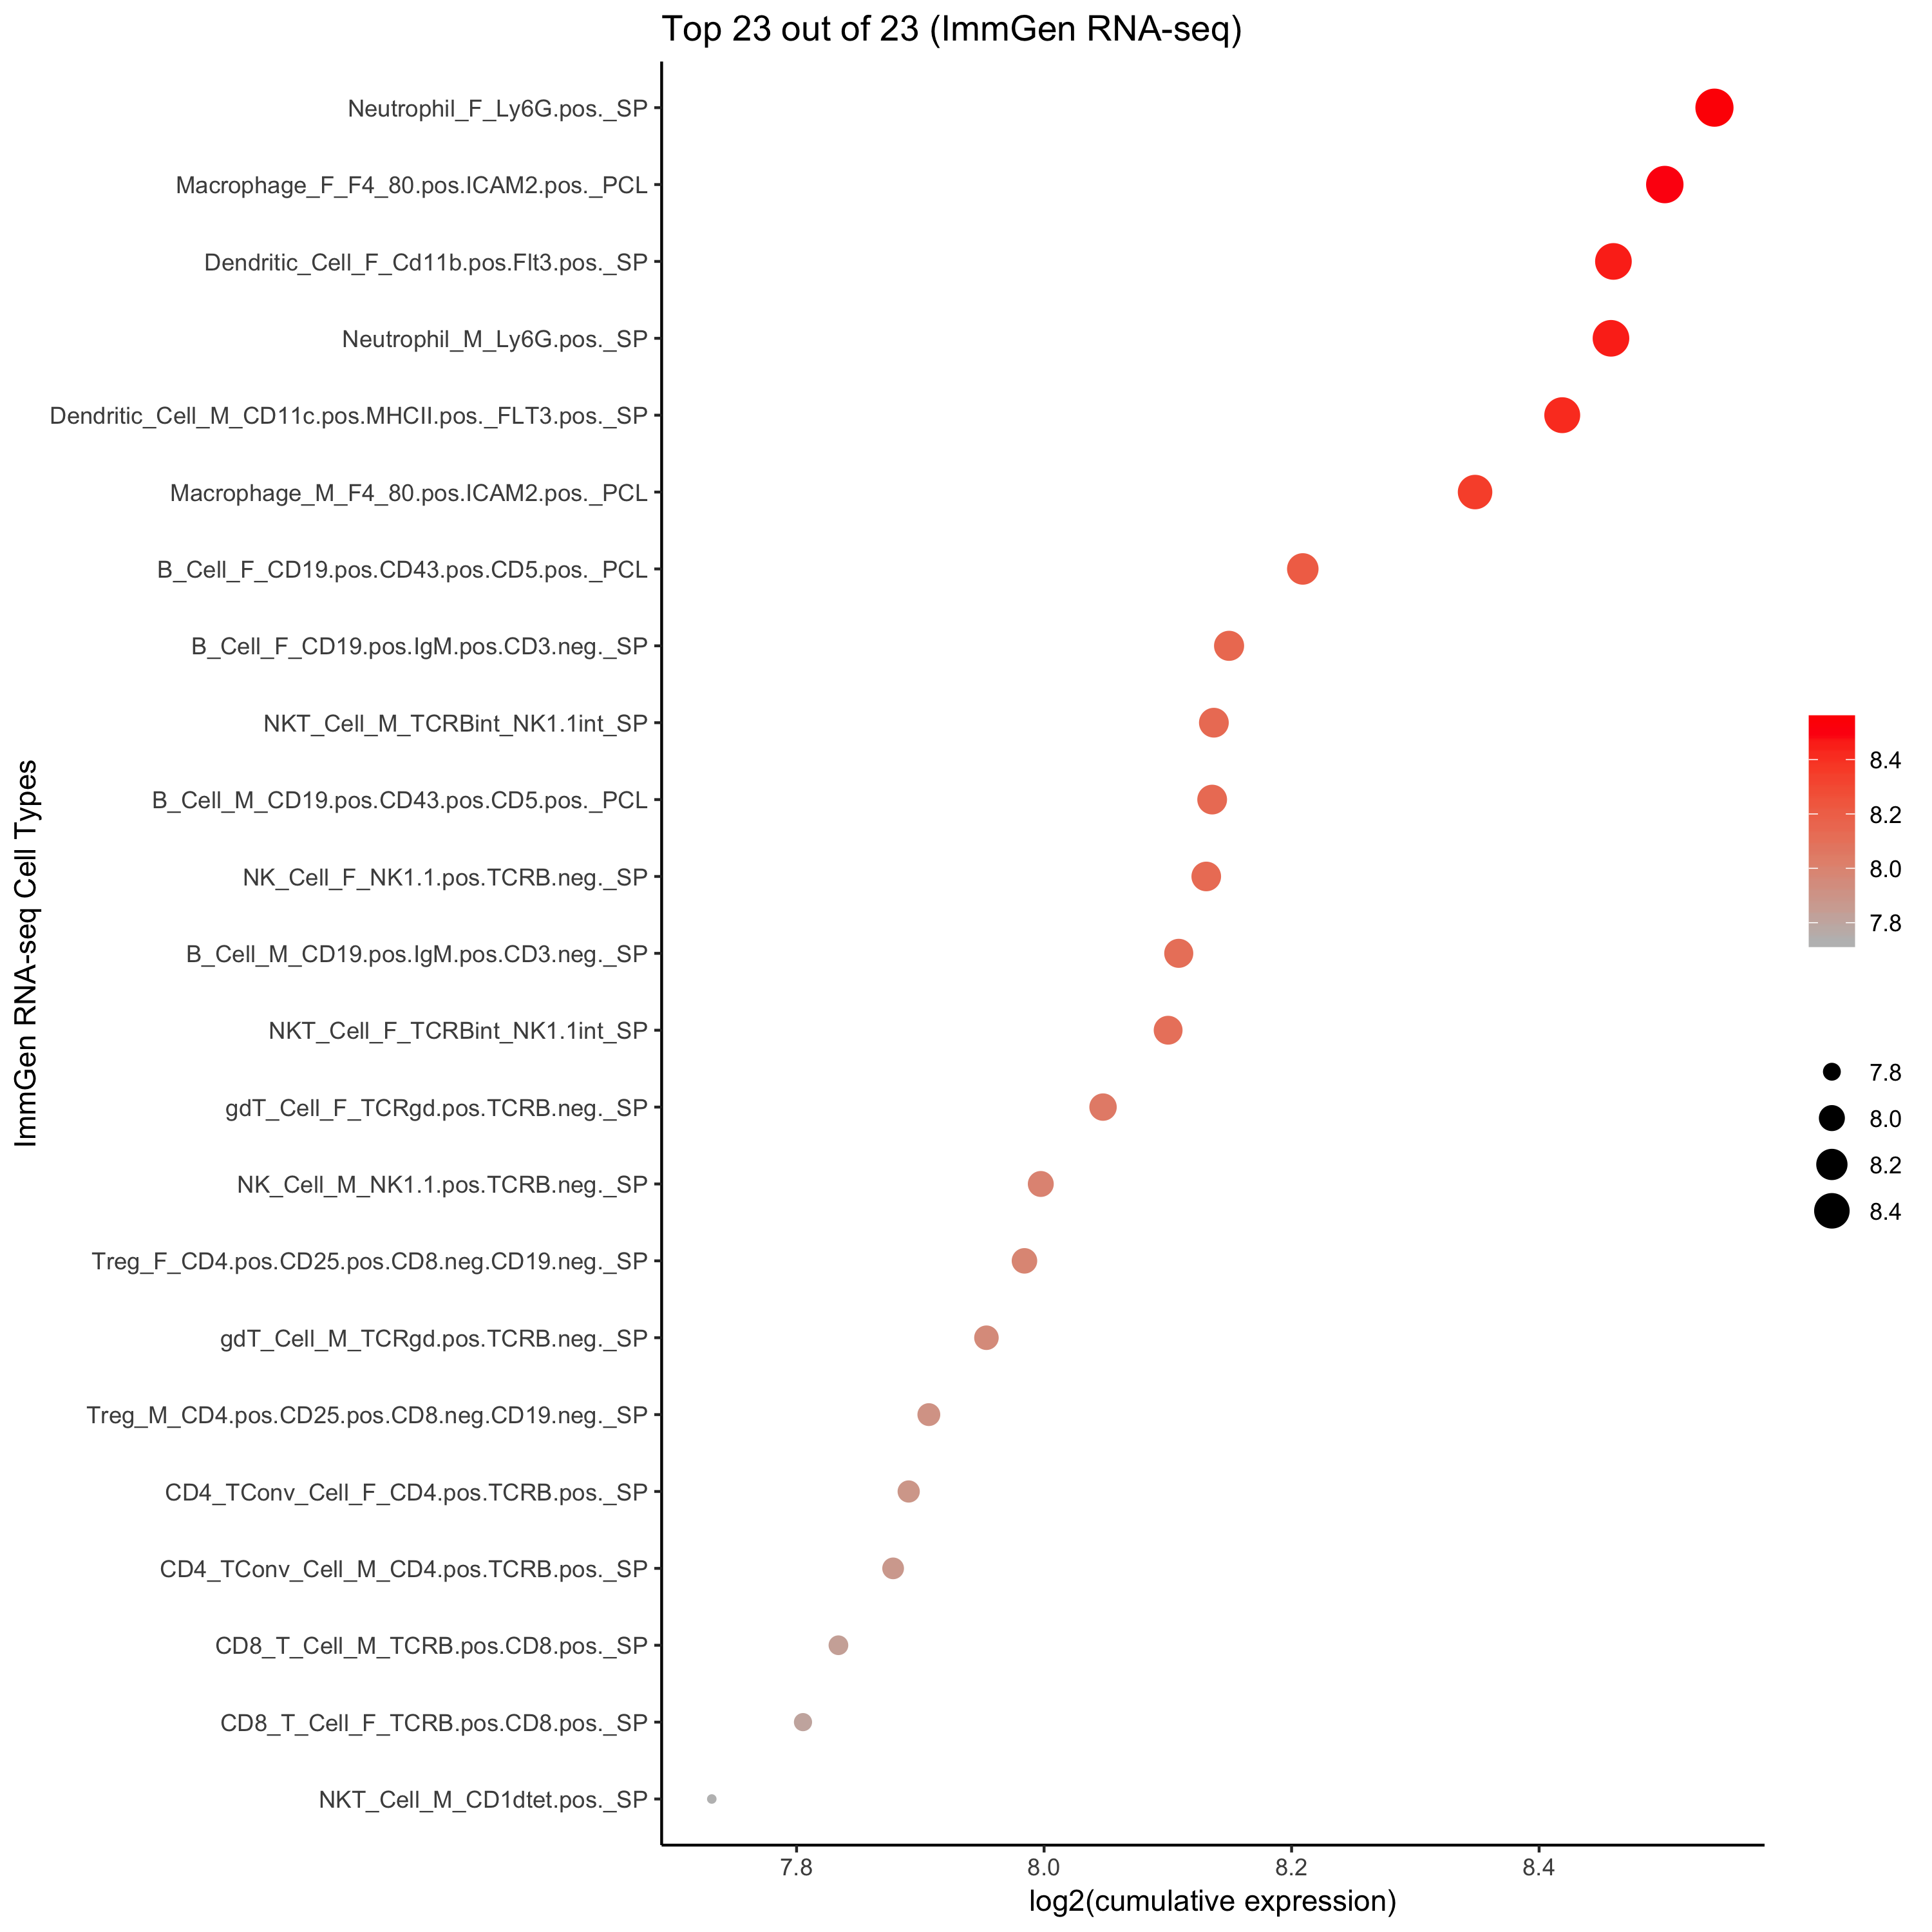 Top 23 out of 23 (ImmGen RNA-seq)
Neutrophil_F_Ly6G.pos._SP
Macrophage_F_F4_80.pos.ICAM2.pos._PCL
Dendritic_Cell_F_Cd11b.pos.Flt3.pos._SP
Neutrophil_M_Ly6G.pos._SP
Dendritic_Cell_M_CD11c.pos.MHCII.pos._FLT3.pos._SP
Macrophage_M_F4_80.pos.ICAM2.pos._PCL
B_Cell_F_CD19.pos.CD43.pos.CD5.pos._PCL
B_Cell_F_CD19.pos.IgM.pos.CD3.neg._SP
NKT_Cell_M_TCRBint_NK1.1int_SP
B_Cell_M_CD19.pos.CD43.pos.CD5.pos._PCL
NK_Cell_F_NK1.1.pos.TCRB.neg._SP
B_Cell_M_CD19.pos.IgM.pos.CD3.neg._SP
NKT_Cell_F_TCRBint_NK1.1int_SP
gdT_Cell_F_TCRgd.pos.TCRB.neg._SP
NK_Cell_M_NK1.1.pos.TCRB.neg._SP
Treg_F_CD4.pos.CD25.pos.CD8.neg.CD19.neg._SP
gdT_Cell_M_TCRgd.pos.TCRB.neg._SP
Treg_M_CD4.pos.CD25.pos.CD8.neg.CD19.neg._SP
CD4_TConv_Cell_F_CD4.pos.TCRB.pos._SP
CD4_TConv_Cell_M_CD4.pos.TCRB.pos._SP
CD8_T_Cell_M_TCRB.pos.CD8.pos._SP
CD8_T_Cell_F_TCRB.pos.CD8.pos._SP
NKT_Cell_M_CD1dtet.pos._SP
ImmGen RNA-seq Cell Types
7.8 8.0 8.2 8.4
log2(cumulative expression)
8.4
8.2
8.0
7.8
7.8
8.0
8.2
8.4